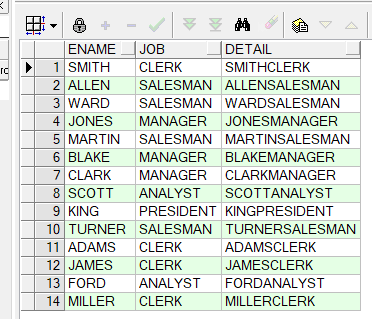 ENAME JOB DETAIL
1 SMITH CLERK SMITHCLERK
2 ALLEN SALESMAN ALLENSALESMAN
3 WARD SALESMAN WARDSALESMAN
4 JONES MANAGER JONESMANAGER
5 MARTIN SALESMAN MARTINSALESMAN
6 BLAKE MANAGER BLAKEMANAGER
7 CLARK MANAGER CLARKMANAGER
8 SCOTT ANALYST SCOTTANALYST
9 KING PRESIDENT KINGPRESIDENT
10 TURNER SALESMAN TURNERSALESMAN
11 ADAMS CLERK ADAMSCLERK
12 JAMES CLERK JAMESCLERK
13 FORD ANALYST FORDANALYST
14 MILLER CLERK MILLERCLERK